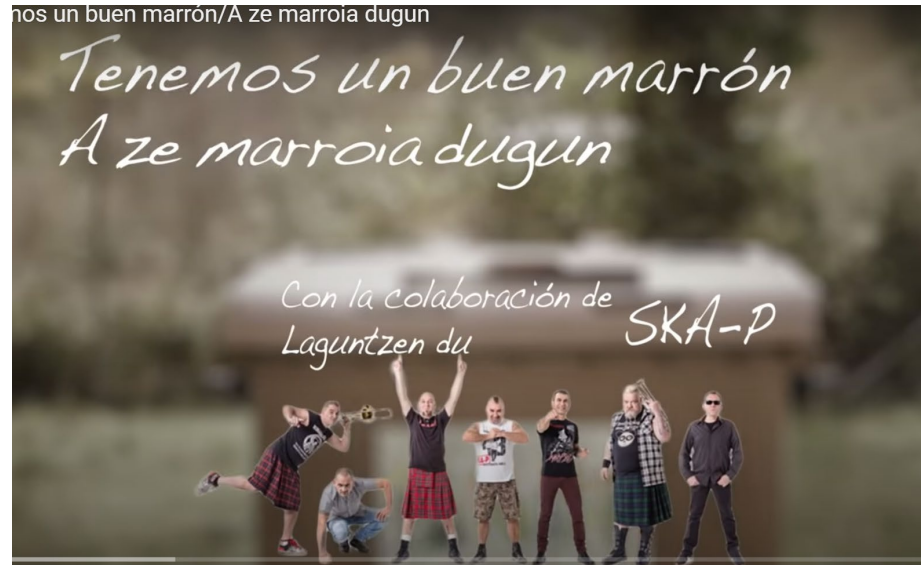 nos un buen marrón/A ze marroia dugun
Tenemos un buen marrón
A ze marroia dugun
Con la colaboración de
Laguntzen du
SKA-P